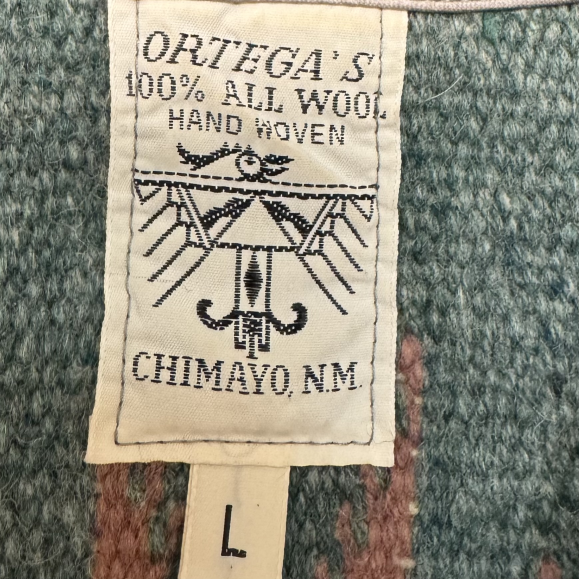 ORTEGA'S
100% ALL WOOL
HAND WOVEN
CHIMAYO, N.M.
L